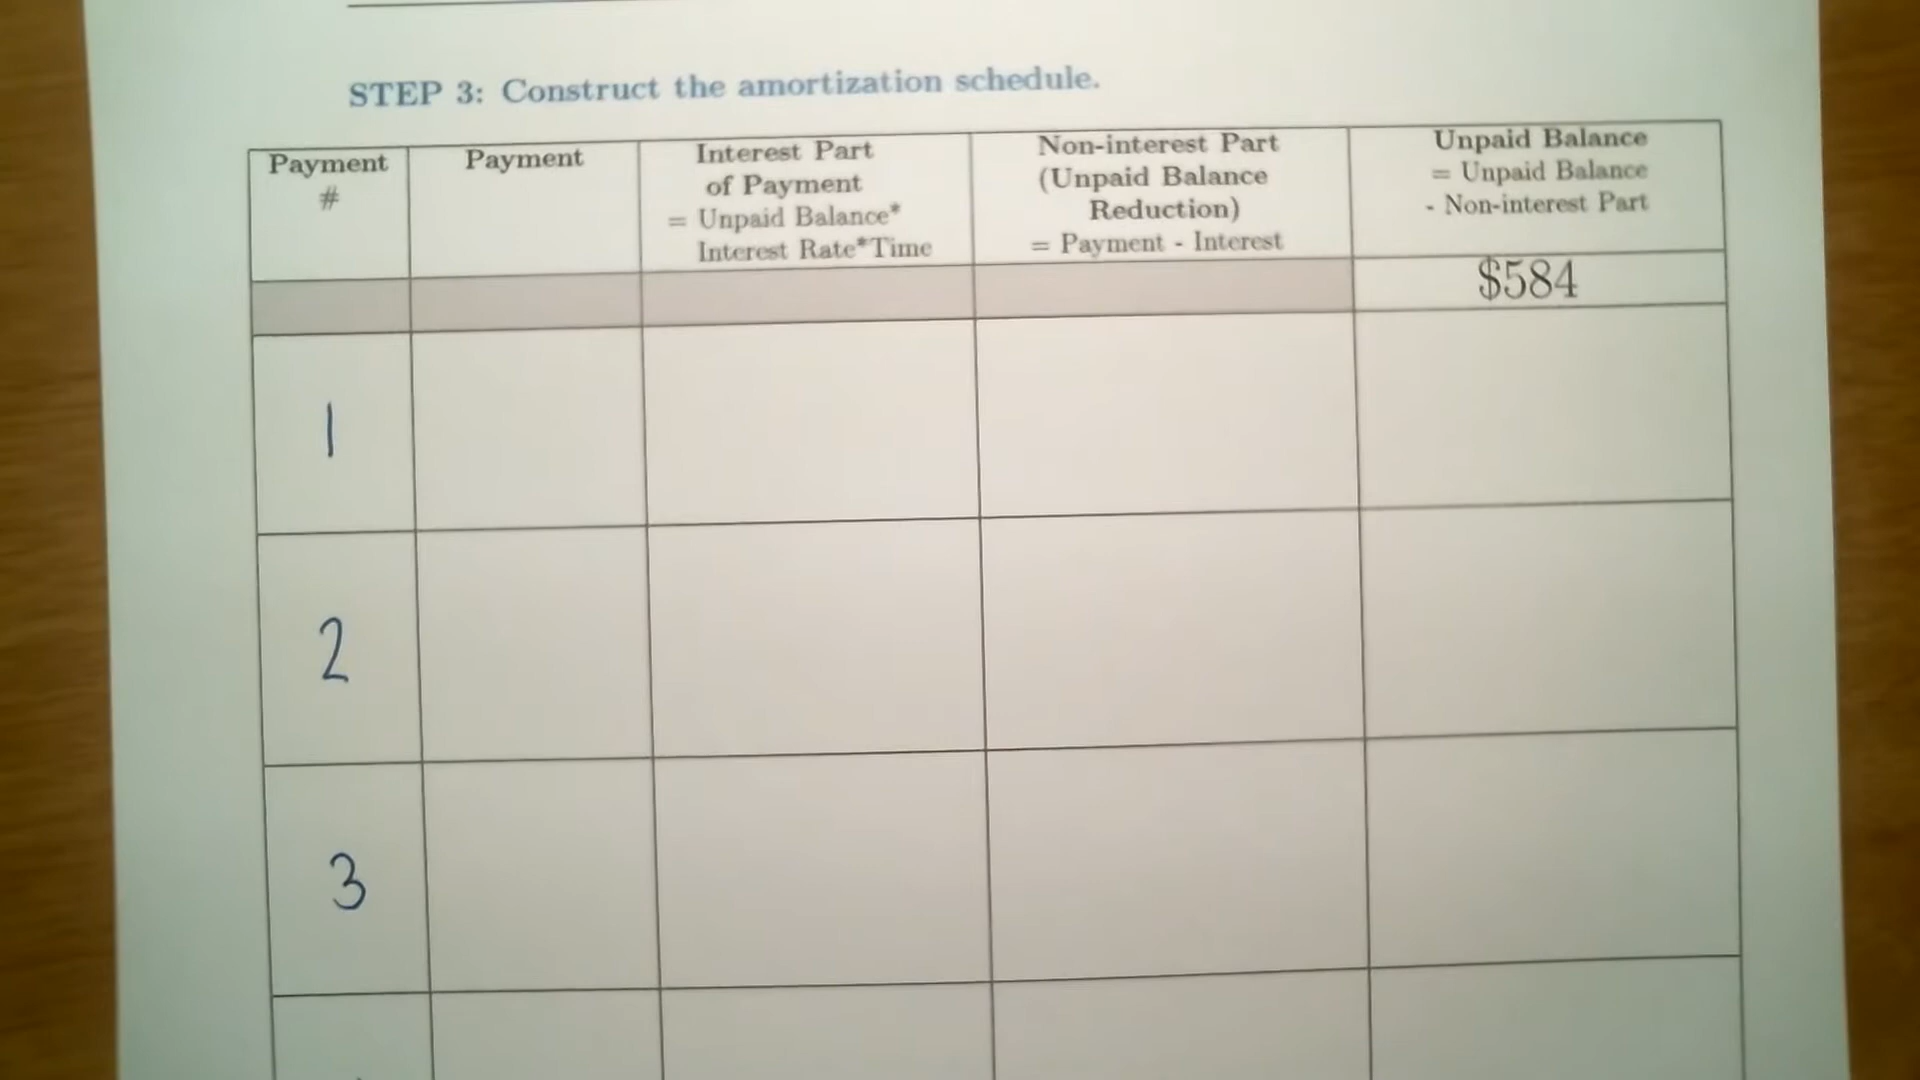 STEP 3: Construct the amortization schedule.
Payment
#
Payment
Interest Part
of Payment
= Unpaid Balance*
Interest Rate*Time
Non-interest Part
(Unpaid Balance
Reduction)
= Payment - Interest
Unpaid Balance
= Unpaid Balance
- Non-interest Part
$584
1
2
3